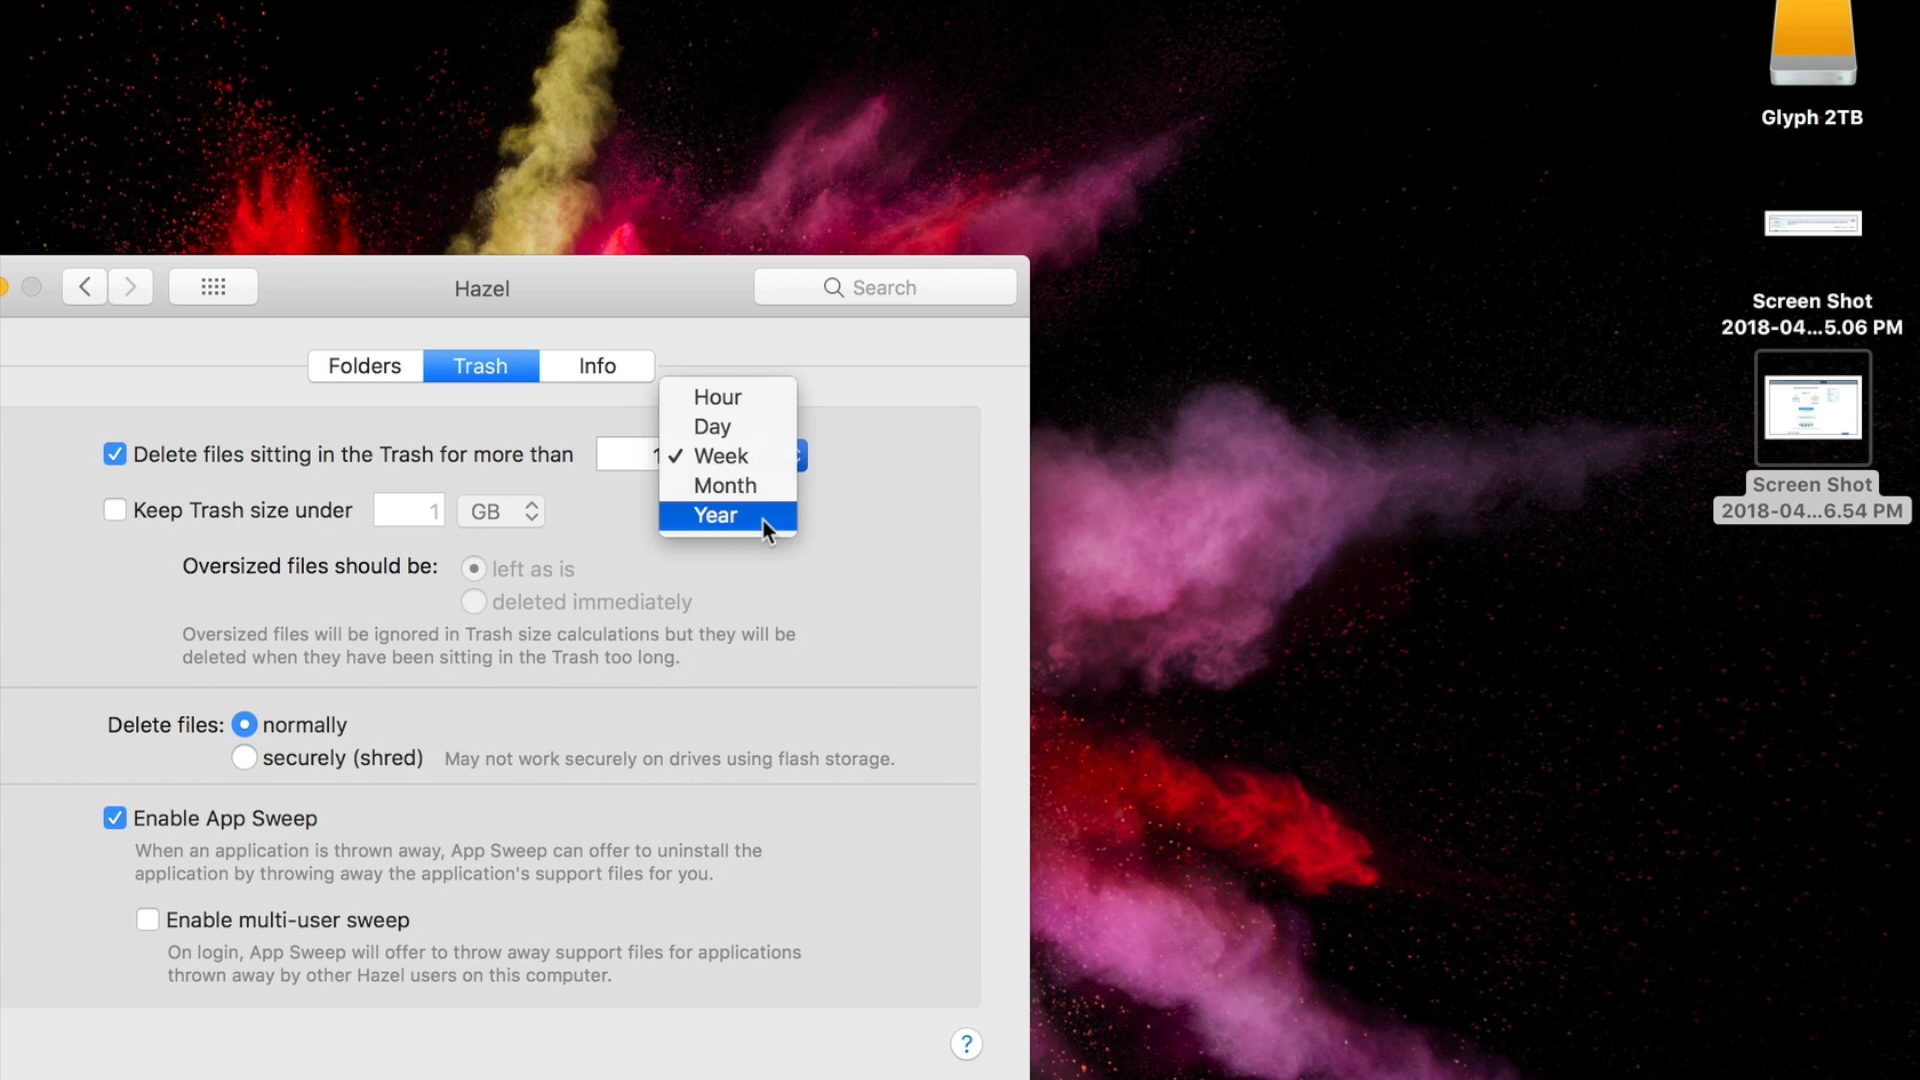 Glyph 2TB
Screen Shot
2018-04...5.06 PM
Screen Shot
2018-04...6.54 PM
Hazel
Search
Folders Trash Info
Hour
Day
Delete files sitting in the Trash for more than 1 ✓ Week
Month
Keep Trash size under 1 GB Year
Oversized files should be: left as is
deleted immediately
Oversized files will be ignored in Trash size calculations but they will be
deleted when they have been sitting in the Trash too long.
Delete files: normally
securely (shred) May not work securely on drives using flash storage.
Enable App Sweep
When an application is thrown away, App Sweep can offer to uninstall the
application by throwing away the application's support files for you.
Enable multi-user sweep
On login, App Sweep will offer to throw away support files for applications
thrown away by other Hazel users on this computer.
?